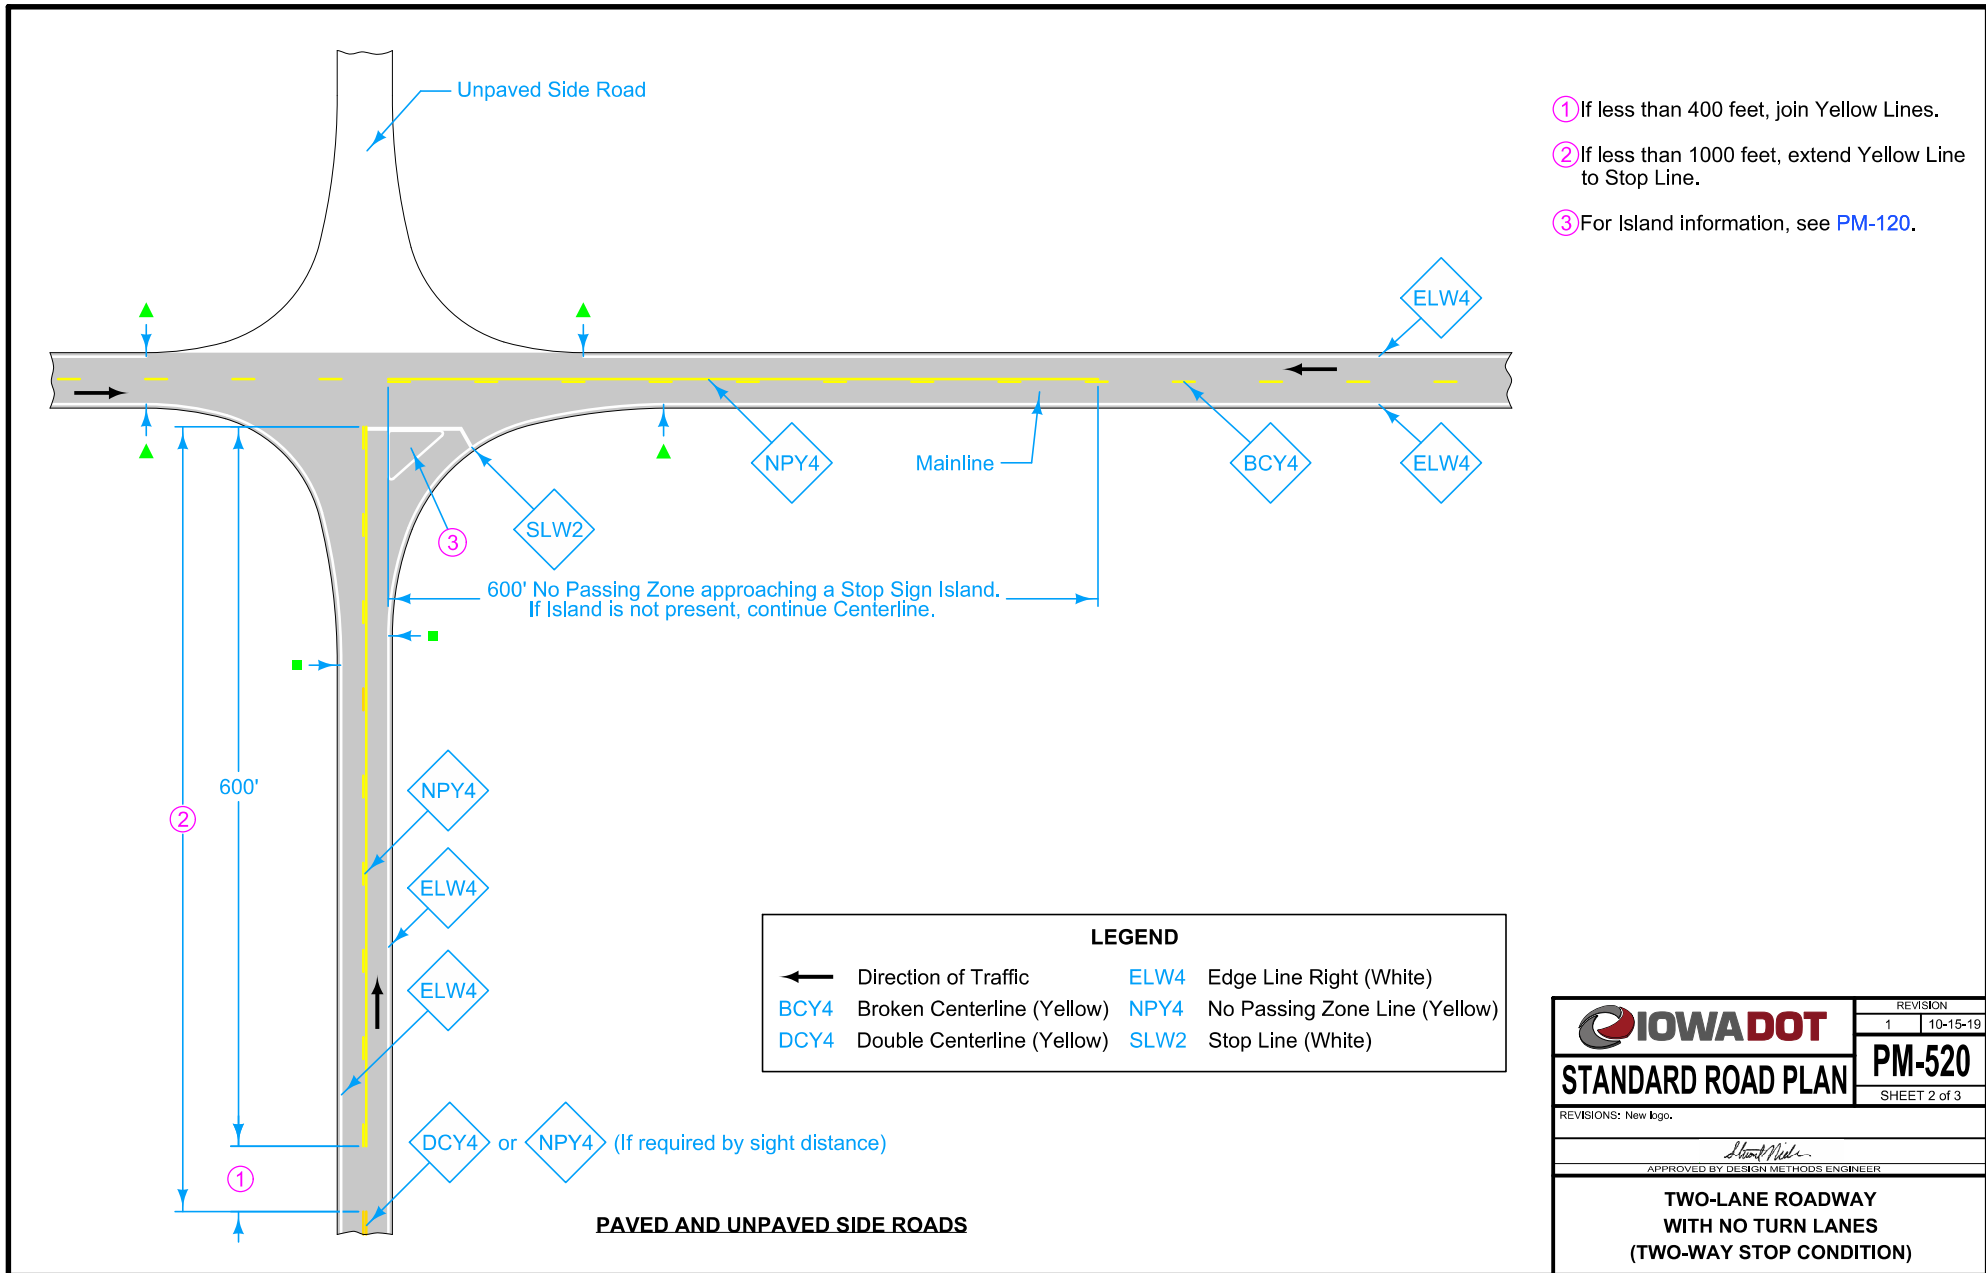 Unpaved Side Road
① If less than 400 feet, join Yellow Lines.
② If less than 1000 feet, extend Yellow Line
to Stop Line.
③ For Island information, see PM-120.
ELW4
NPY4
Mainline
BCY4
ELW4
SLW2
③
600' No Passing Zone approaching a Stop Sign Island.
If Island is not present, continue Centerline.
600'
②
NPY4
ELW4
ELW4
DCY4 or NPY4 (If required by sight distance)
①
PAVED AND UNPAVED SIDE ROADS
LEGEND
Direction of Traffic
BCY4 Broken Centerline (Yellow)
DCY4 Double Centerline (Yellow)
ELW4 Edge Line Right (White)
NPY4 No Passing Zone Line (Yellow)
SLW2 Stop Line (White)
IOWADOT
STANDARD ROAD PLAN
REVISION
1 10-15-19
PM-520
SHEET 2 of 3
REVISIONS: New logo.
APPROVED BY DESIGN METHODS ENGINEER
TWO-LANE ROADWAY
WITH NO TURN LANES
(TWO-WAY STOP CONDITION)